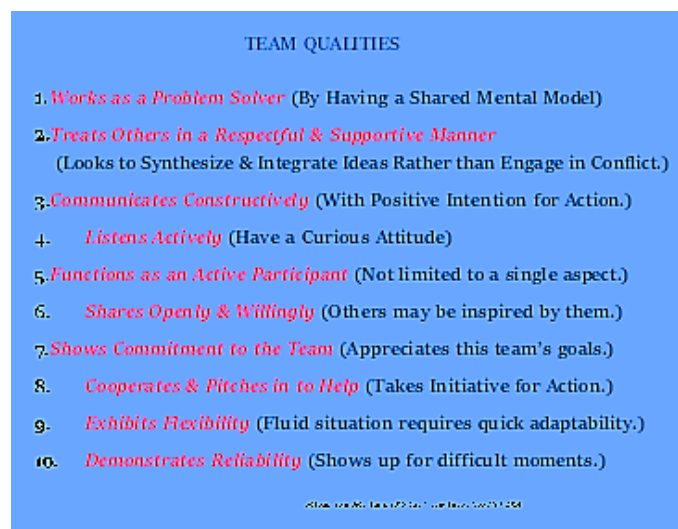 TEAM QUALITIES
1. Works as a Problem Solver (By Having a Shared Mental Model)
2. Treats Others in a Respectful & Supportive Manner
(Looks to Synthesize & Integrate Ideas Rather than Engage in Conflict.)
3. Communicates Constructively (With Positive Intention for Action.)
4. Listens Actively (Have a Curious Attitude)
5. Functions as an Active Participant (Not limited to a single aspect.)
6. Shares Openly & Willingly (Others may be inspired by them.)
7. Shows Commitment to the Team (Appreciates this team's goals.)
8. Cooperates & Pitches in to Help (Takes Initiative for Action.)
9. Exhibits Flexibility (Fluid situation requires quick adaptability.)
10. Demonstrates Reliability (Shows up for difficult moments.)